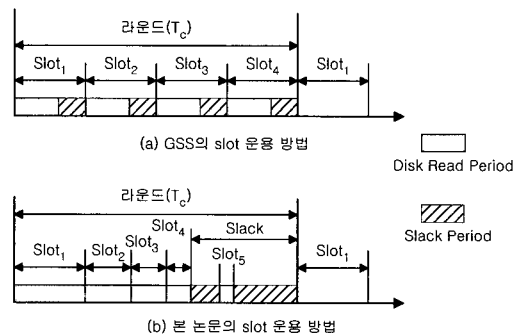 라운드(Tc)
Slot1 Slot2 Slot3 Slot4 Slot1
(a) GSS의 slot 운용 방법
Disk Read Period
라운드(Tc)
Slot4 Slack
Slack Period
Slot1 Slot2 Slot3 Slot5 Slot1
(b) 본 논문의 slot 운용 방법